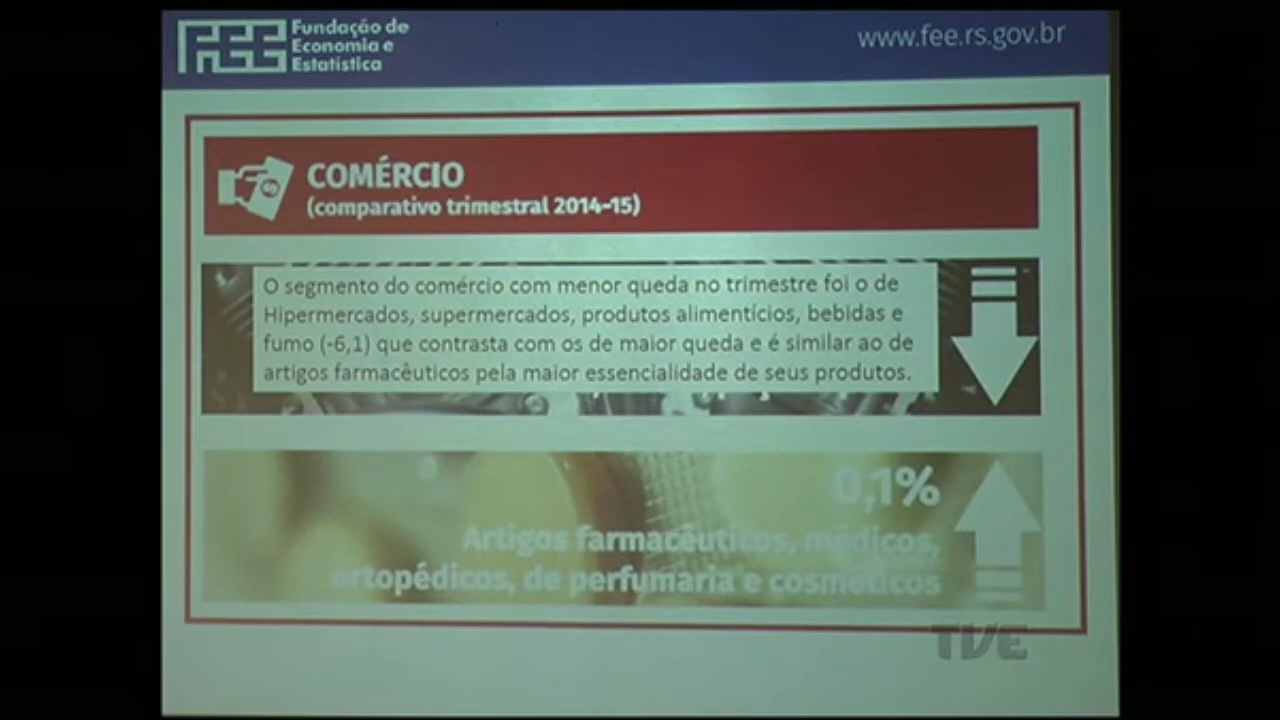 FEE
Fundação de
Economia e
Estatística
www.fee.rs.gov.br
COMÉRCIO
(comparativo trimestral 2014-15)
O segmento do comércio com menor queda no trimestre foi o de
Hipermercados, supermercados, produtos alimentícios, bebidas e
fumo (-6,1) que contrasta com os de maior queda e é similar ao de
artigos farmacêuticos pela maior essencialidade de seus produtos.
0,1%
Artigos farmacêuticos, médicos,
ortopédicos, de perfumaria e cosméticos
TVE